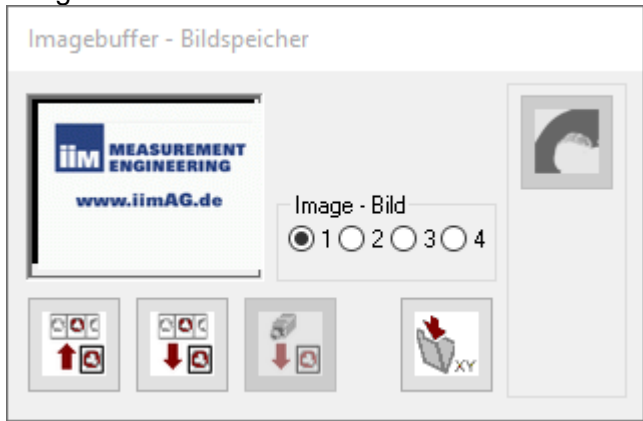 Imagebuffer - Bildspeicher
iiM MEASUREMENT
ENGINEERING
www.iimAG.de
Image - Bild
1 2 3 4
XY